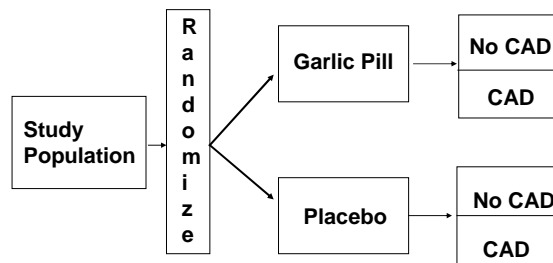 Study
Population
R
a
n
d
o
m
i
z
e
Garlic Pill
No CAD
CAD
Placebo
No CAD
CAD